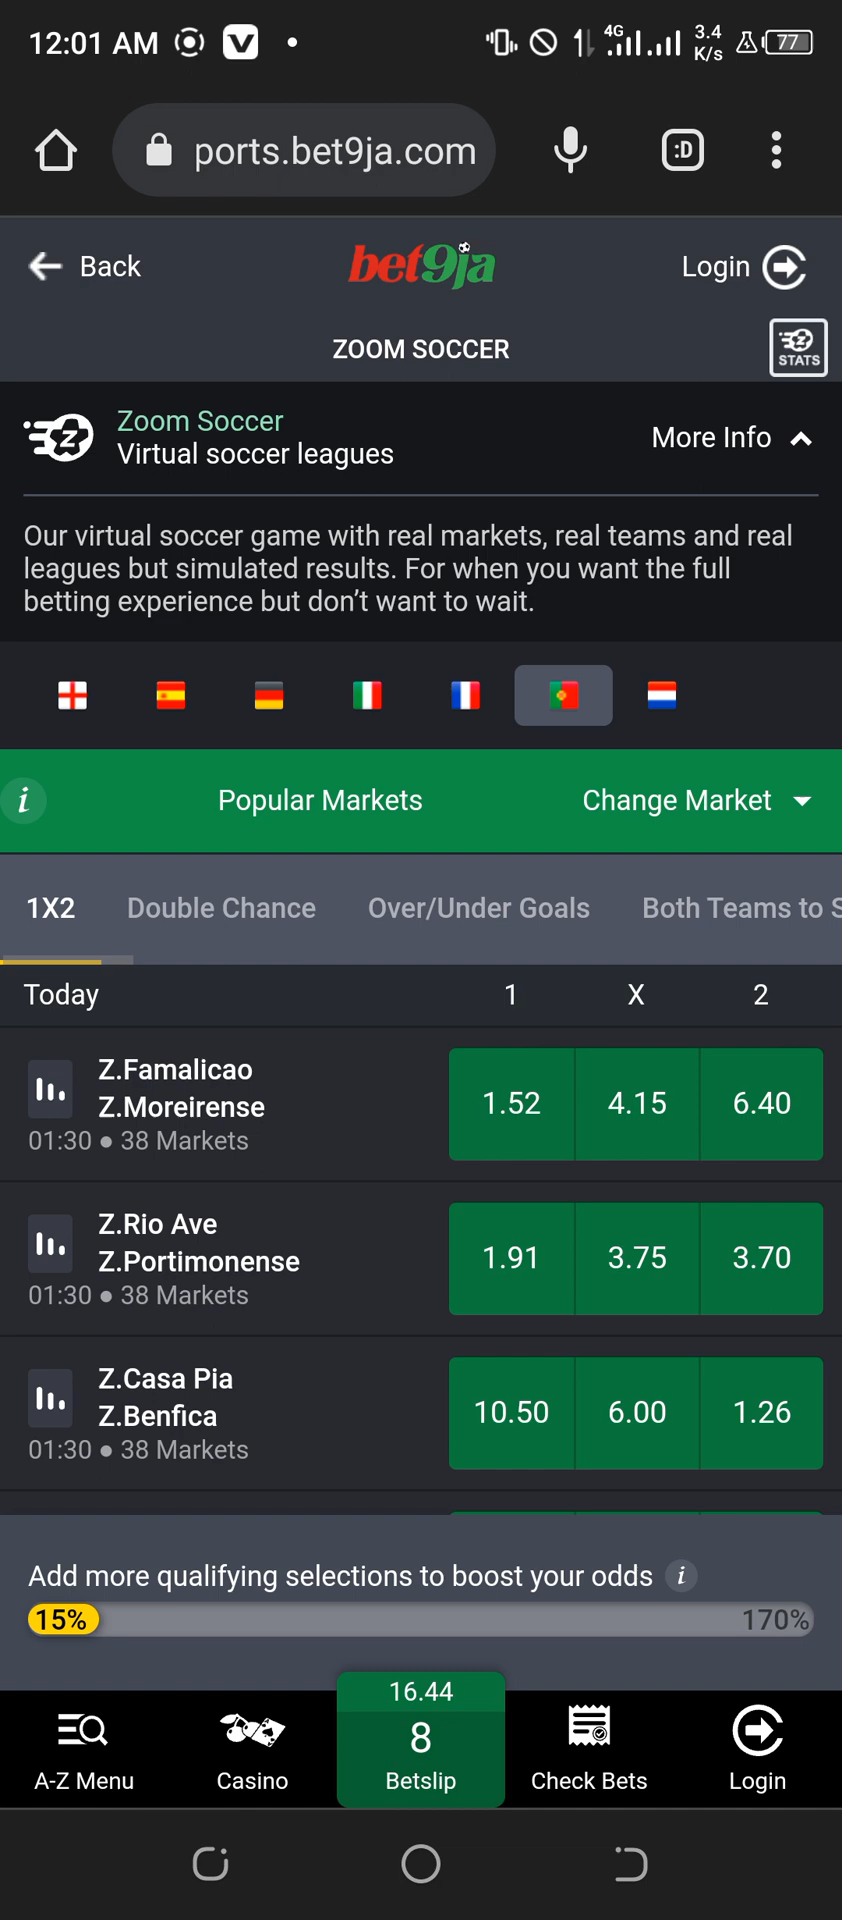 12:01 AM
4G
3.4
K/s
77
ports.bet9ja.com
:D
Back
bet9ja
Login
ZOOM SOCCER
STATS
Zoom Soccer
Virtual soccer leagues
More Info
Our virtual soccer game with real markets, real teams and real
leagues but simulated results. For when you want the full
betting experience but don’t want to wait.
i
Popular Markets
Change Market
1X2
Double Chance
Over/Under Goals
Both Teams to S
Today
1
X
2
Z.Famalicao
Z.Moreirense
01:30 ● 38 Markets
1.52
4.15
6.40
Z.Rio Ave
Z.Portimonense
01:30 ● 38 Markets
1.91
3.75
3.70
Z.Casa Pia
Z.Benfica
01:30 ● 38 Markets
10.50
6.00
1.26
Add more qualifying selections to boost your odds i
15%
170%
16.44
8
A-Z Menu
Casino
Betslip
Check Bets
Login